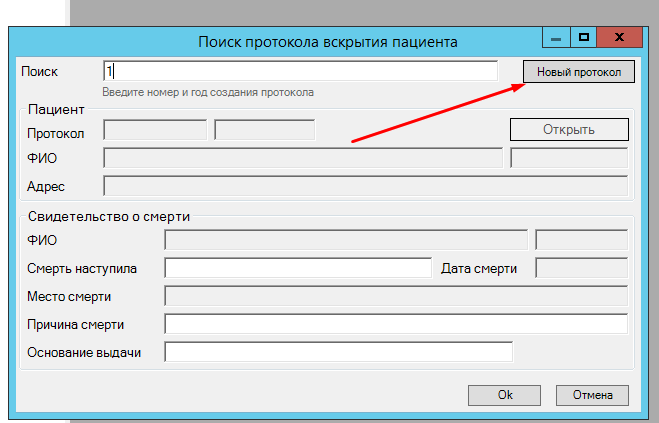 Поиск протокола вскрытия пациента
Поиск 1 Новый протокол
Введите номер и год создания протокола
Пациент
Протокол Открыть
ФИО
Адрес
Свидетельство о смерти
ФИО
Смерть наступила Дата смерти
Место смерти
Причина смерти
Основание выдачи
Ok Отмена